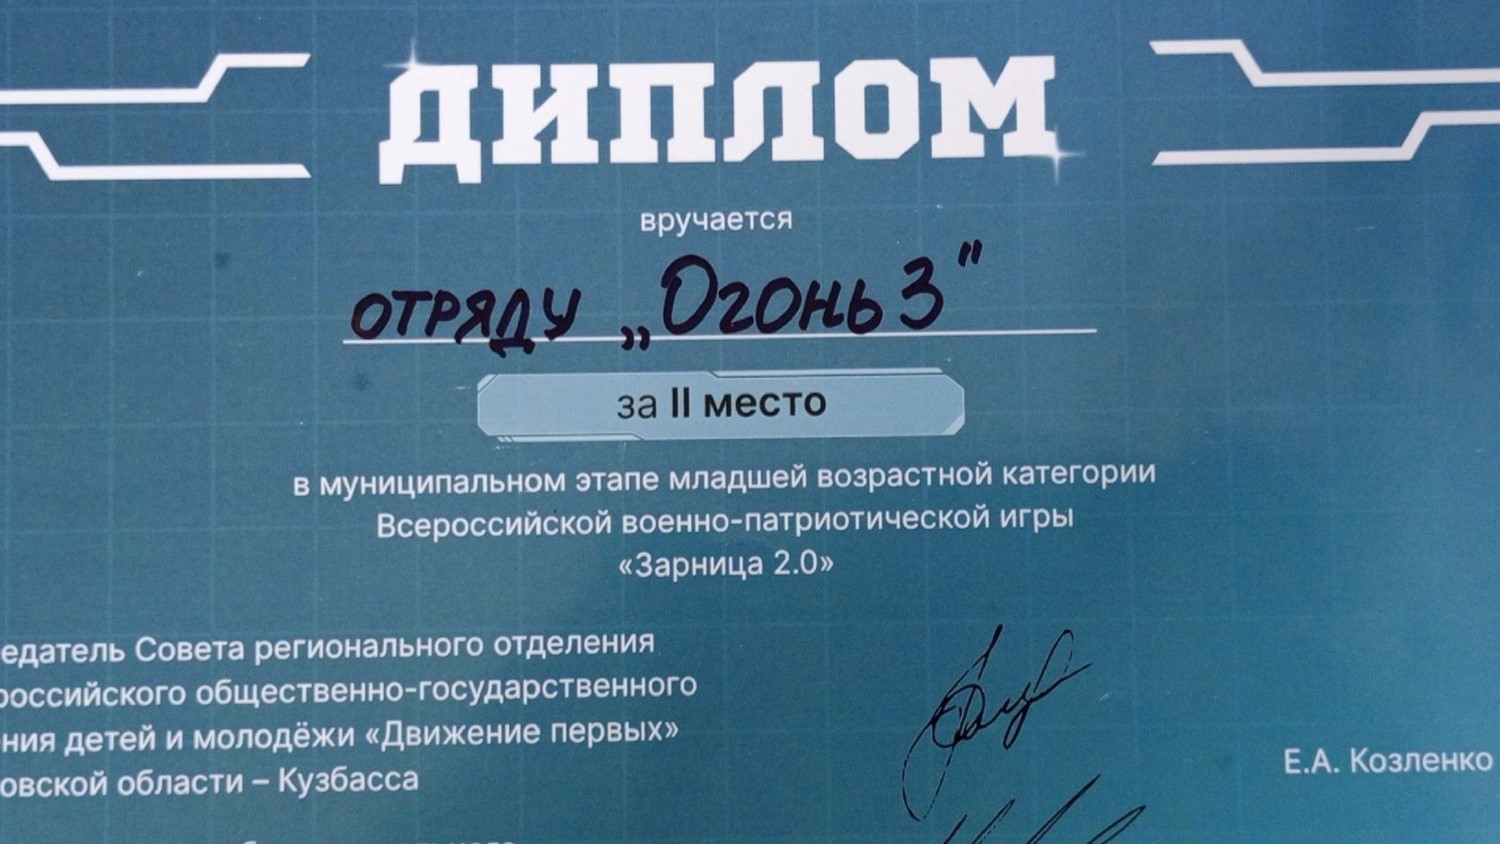 ДИПЛОМ
вручается
отряду „Огонь 3"
за II место
в муниципальном этапе младшей возрастной категории
Всероссийской военно-патриотической игры
«Зарница 2.0»
едатель Совета регионального отделения
российского общественно-государственного
ния детей и молодёжи «Движение первых»
овской области – Кузбасса
Е.А. Козленко